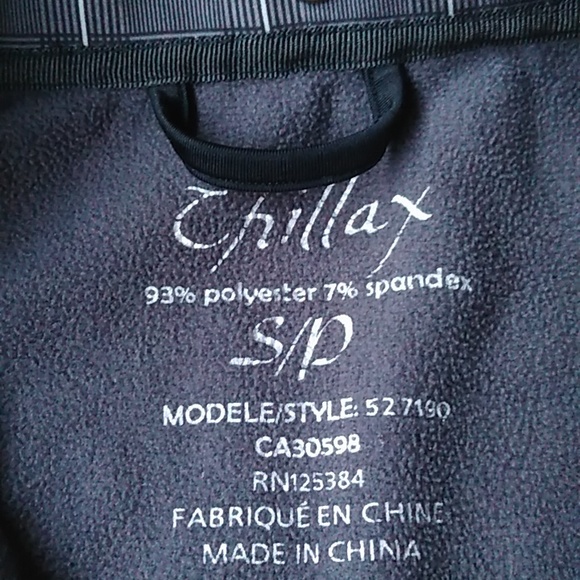 Chillax
93% polyester 7% spandex
S/P
MODELE/STYLE: 527190
CA30598
RN125384
FABRIQUÉ EN CHINE
MADE IN CHINA